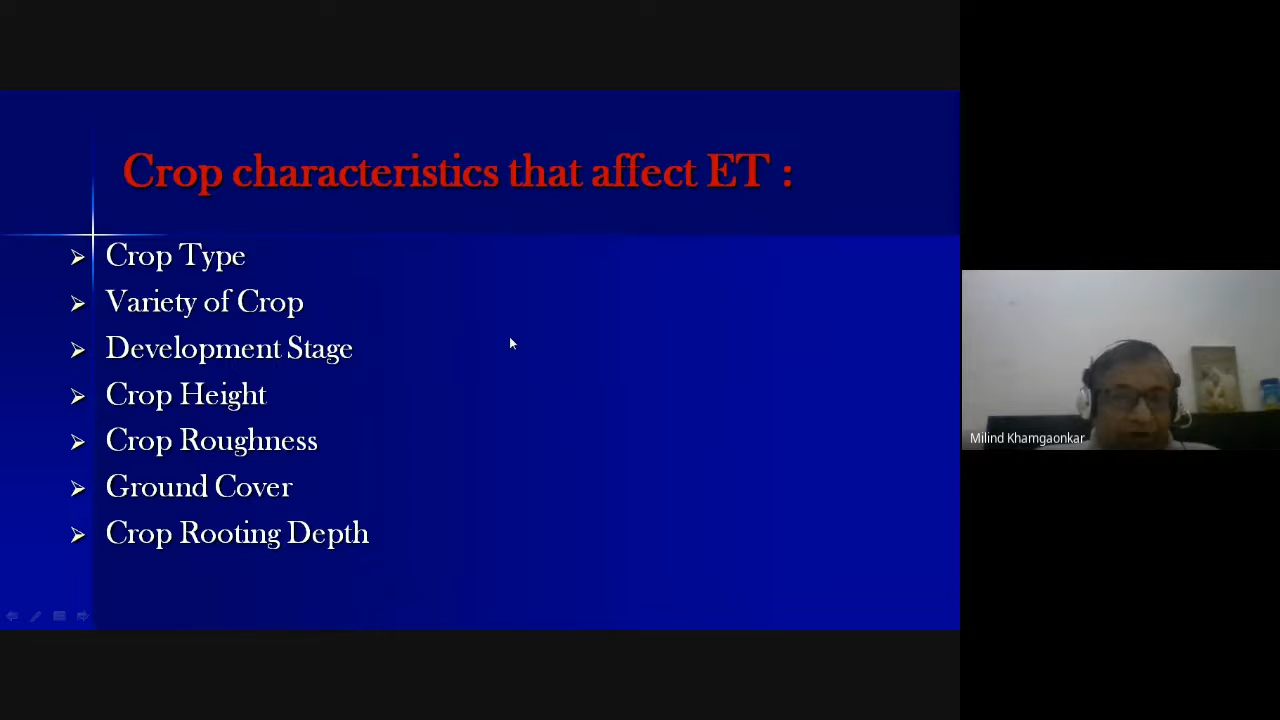 Crop characteristics that affect ET :
Crop Type
Variety of Crop
Development Stage
Crop Height
Crop Roughness
Ground Cover
Crop Rooting Depth
Milind Khamgaonkar